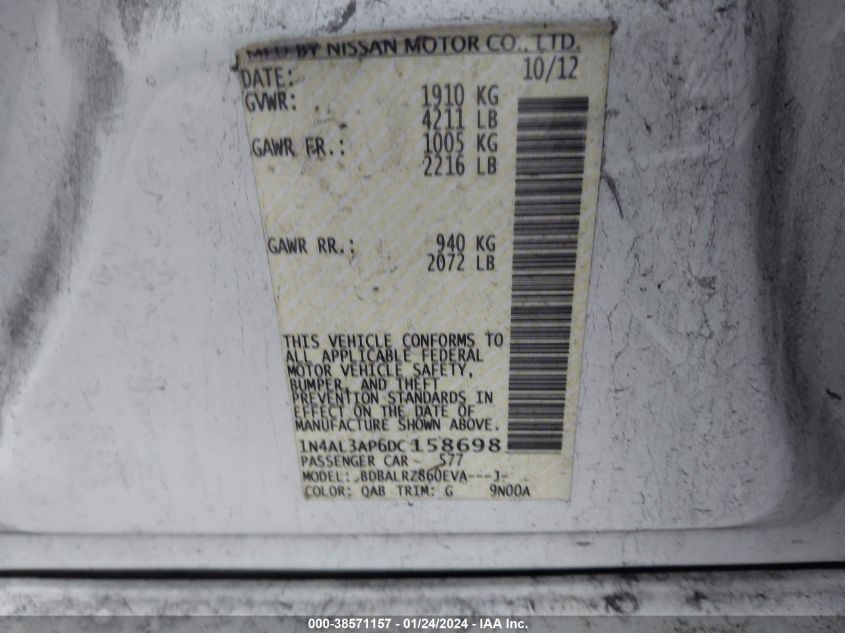 MFD BY NISSAN MOTOR CO., LTD.
DATE: 10/12
GVWR: 1910 KG
4211 LB
GAWR FR.: 1005 KG
2216 LB
GAWR RR.: 940 KG
2072 LB
THIS VEHICLE CONFORMS TO
ALL APPLICABLE FEDERAL
MOTOR VEHICLE SAFETY,
BUMPER, AND THEFT
PREVENTION STANDARDS IN
EFFECT ON THE DATE OF
MANUFACTURE SHOWN ABOVE.
1N4AL3AP6DC158698
PASSENGER CAR 577
MODEL: BDBALRZ860EVA---J-
COLOR: QAB TRIM: G 9N00A
000-38571157 - 01/24/2024 - IAA Inc.